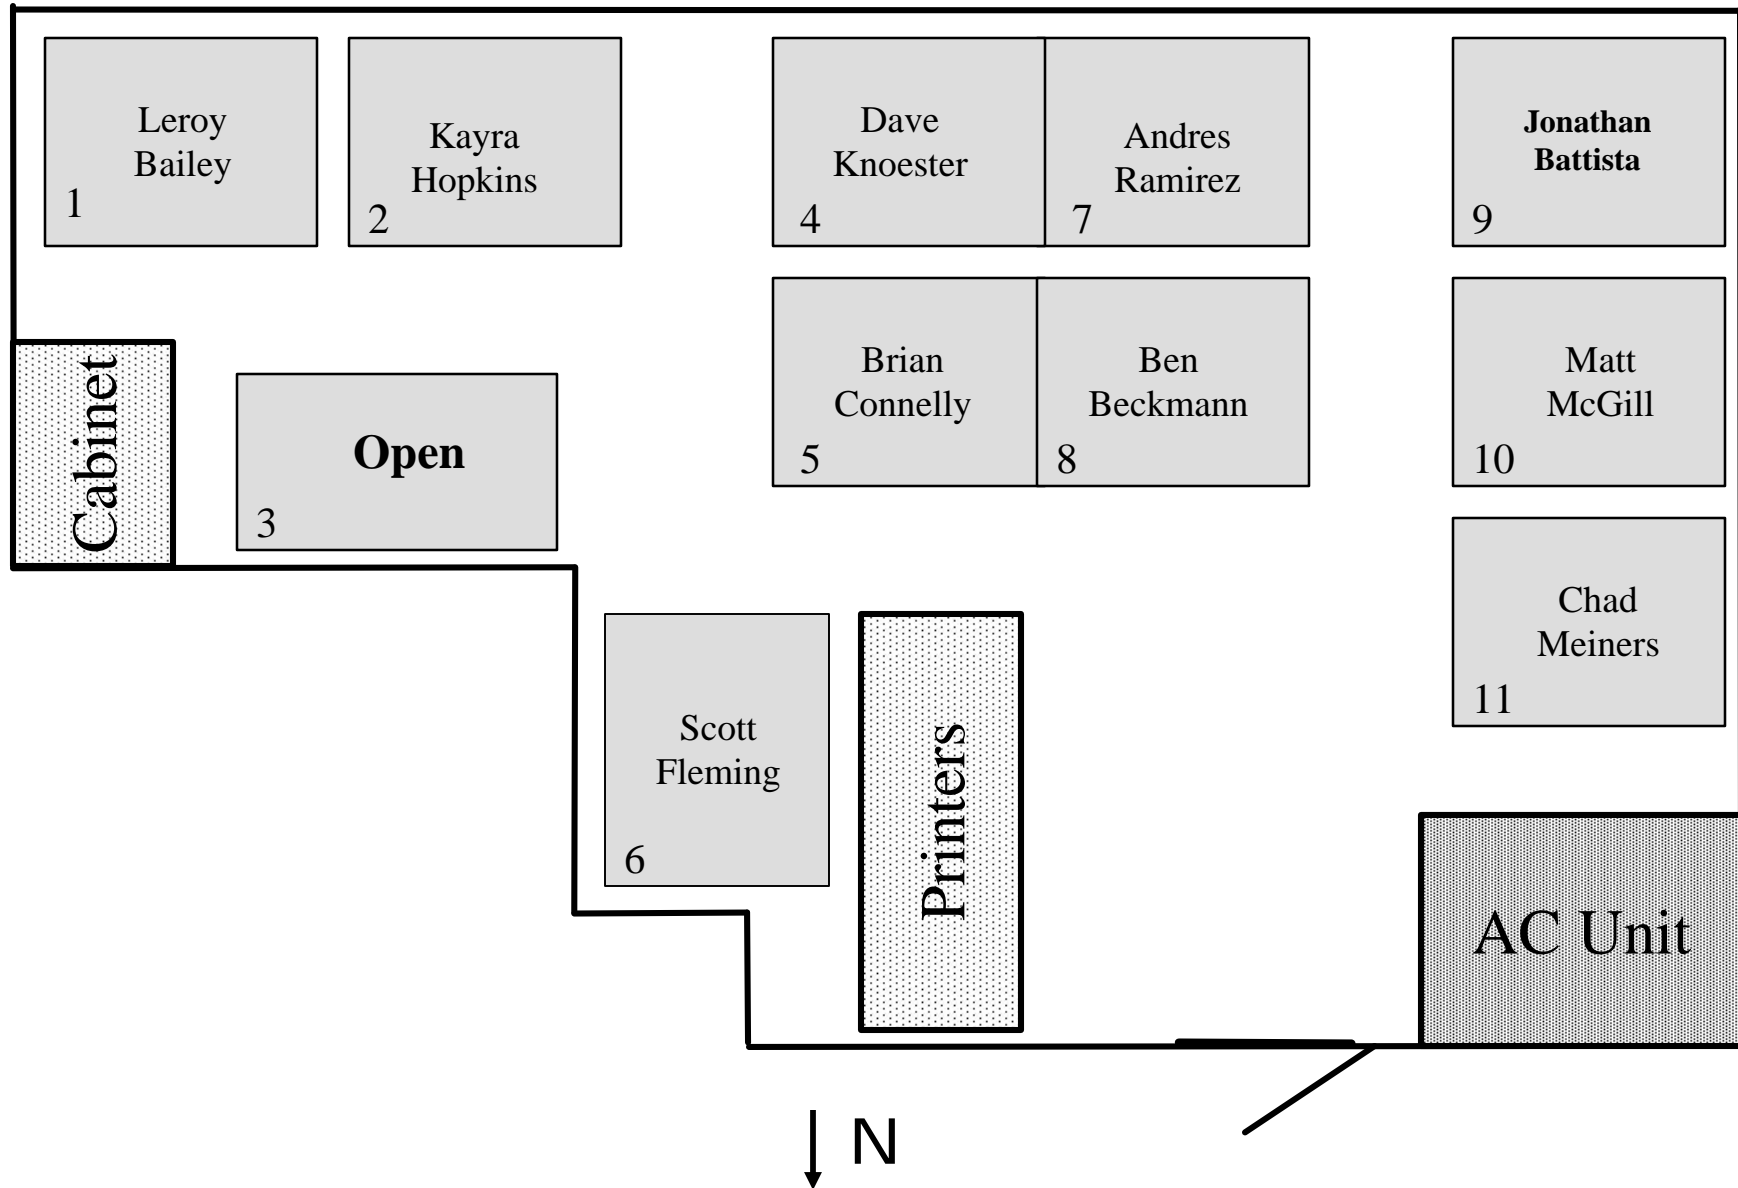 Leroy
Bailey
1
Kayra
Hopkins
2
Dave
Knoester
4
Andres
Ramirez
7
Jonathan
Battista
9
Cabinet
Open
3
Brian
Connelly
5
Ben
Beckmann
8
Matt
McGill
10
Scott
Fleming
6
Printers
Chad
Meiners
11
AC Unit
N